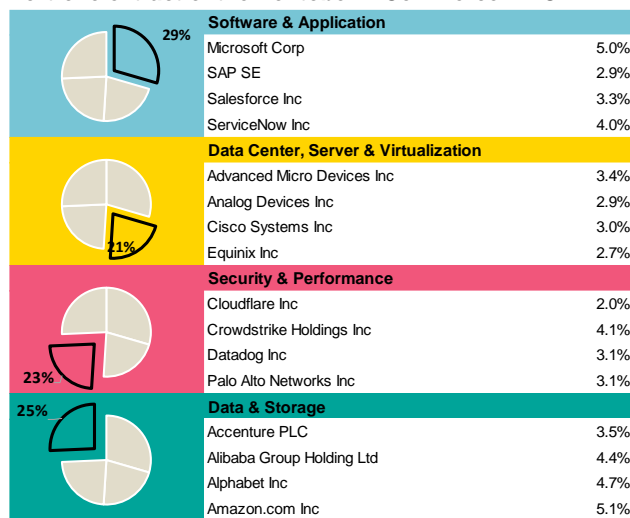 Software & Application
29%
Microsoft Corp 5.0%
SAP SE 2.9%
Salesforce Inc 3.3%
ServiceNow Inc 4.0%
Data Center, Server & Virtualization
Advanced Micro Devices Inc 3.4%
Analog Devices Inc 2.9%
Cisco Systems Inc 3.0%
21%
Equinix Inc 2.7%
Security & Performance
Cloudflare Inc 2.0%
Crowdstrike Holdings Inc 4.1%
Datadog Inc 3.1%
23%
Palo Alto Networks Inc 3.1%
25%
Data & Storage
Accenture PLC 3.5%
Alibaba Group Holding Ltd 4.4%
Alphabet Inc 4.7%
Amazon.com Inc 5.1%